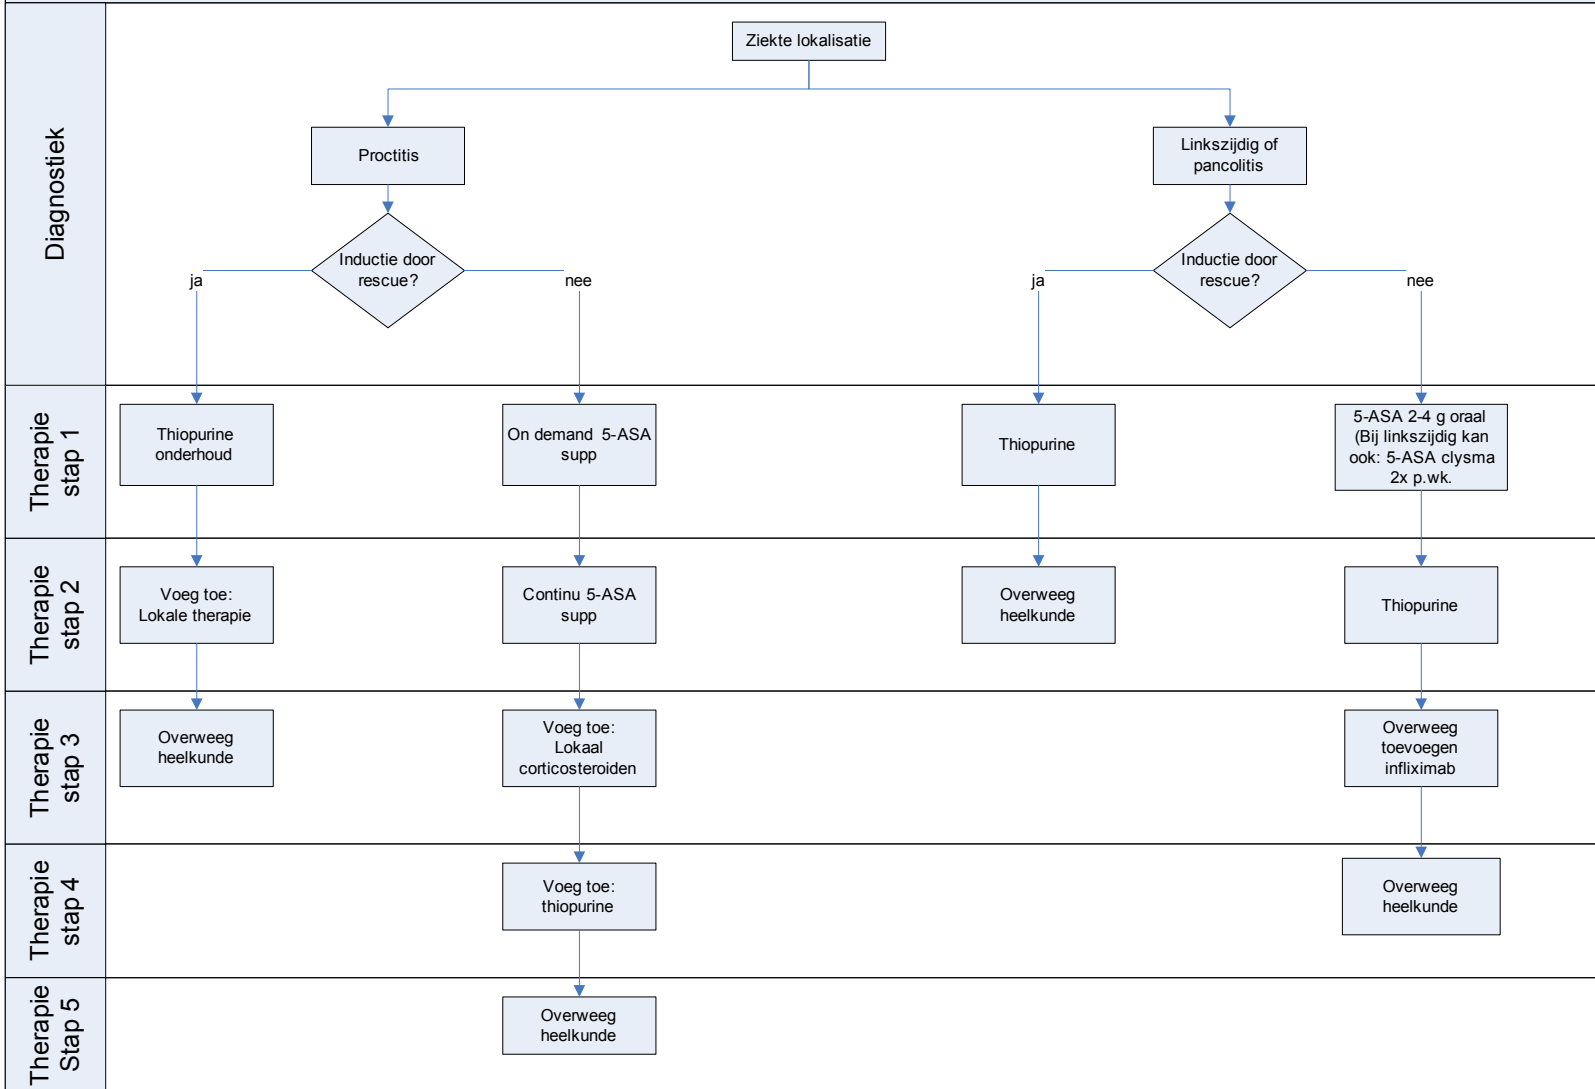 Ziekte lokalisatie
Diagnostiek
Proctitis
Linkszijdig of
pancolitis
Inductie door
rescue?
ja
nee
Inductie door
rescue?
ja
nee
Therapie
stap 1
Thiopurine
onderhoud
On demand 5-ASA
supp
Thiopurine
5-ASA 2-4 g oraal
(Bij linkszijdig kan
ook: 5-ASA clysma
2x p.wk.
Therapie
stap 2
Voeg toe:
Lokale therapie
Continu 5-ASA
supp
Overweeg
heelkunde
Thiopurine
Therapie
stap 3
Overweeg
heelkunde
Voeg toe:
Lokaal
corticosteroiden
Overweeg
toevoegen
infliximab
Therapie
stap 4
Voeg toe:
thiopurine
Overweeg
heelkunde
Therapie
Stap 5
Overweeg
heelkunde